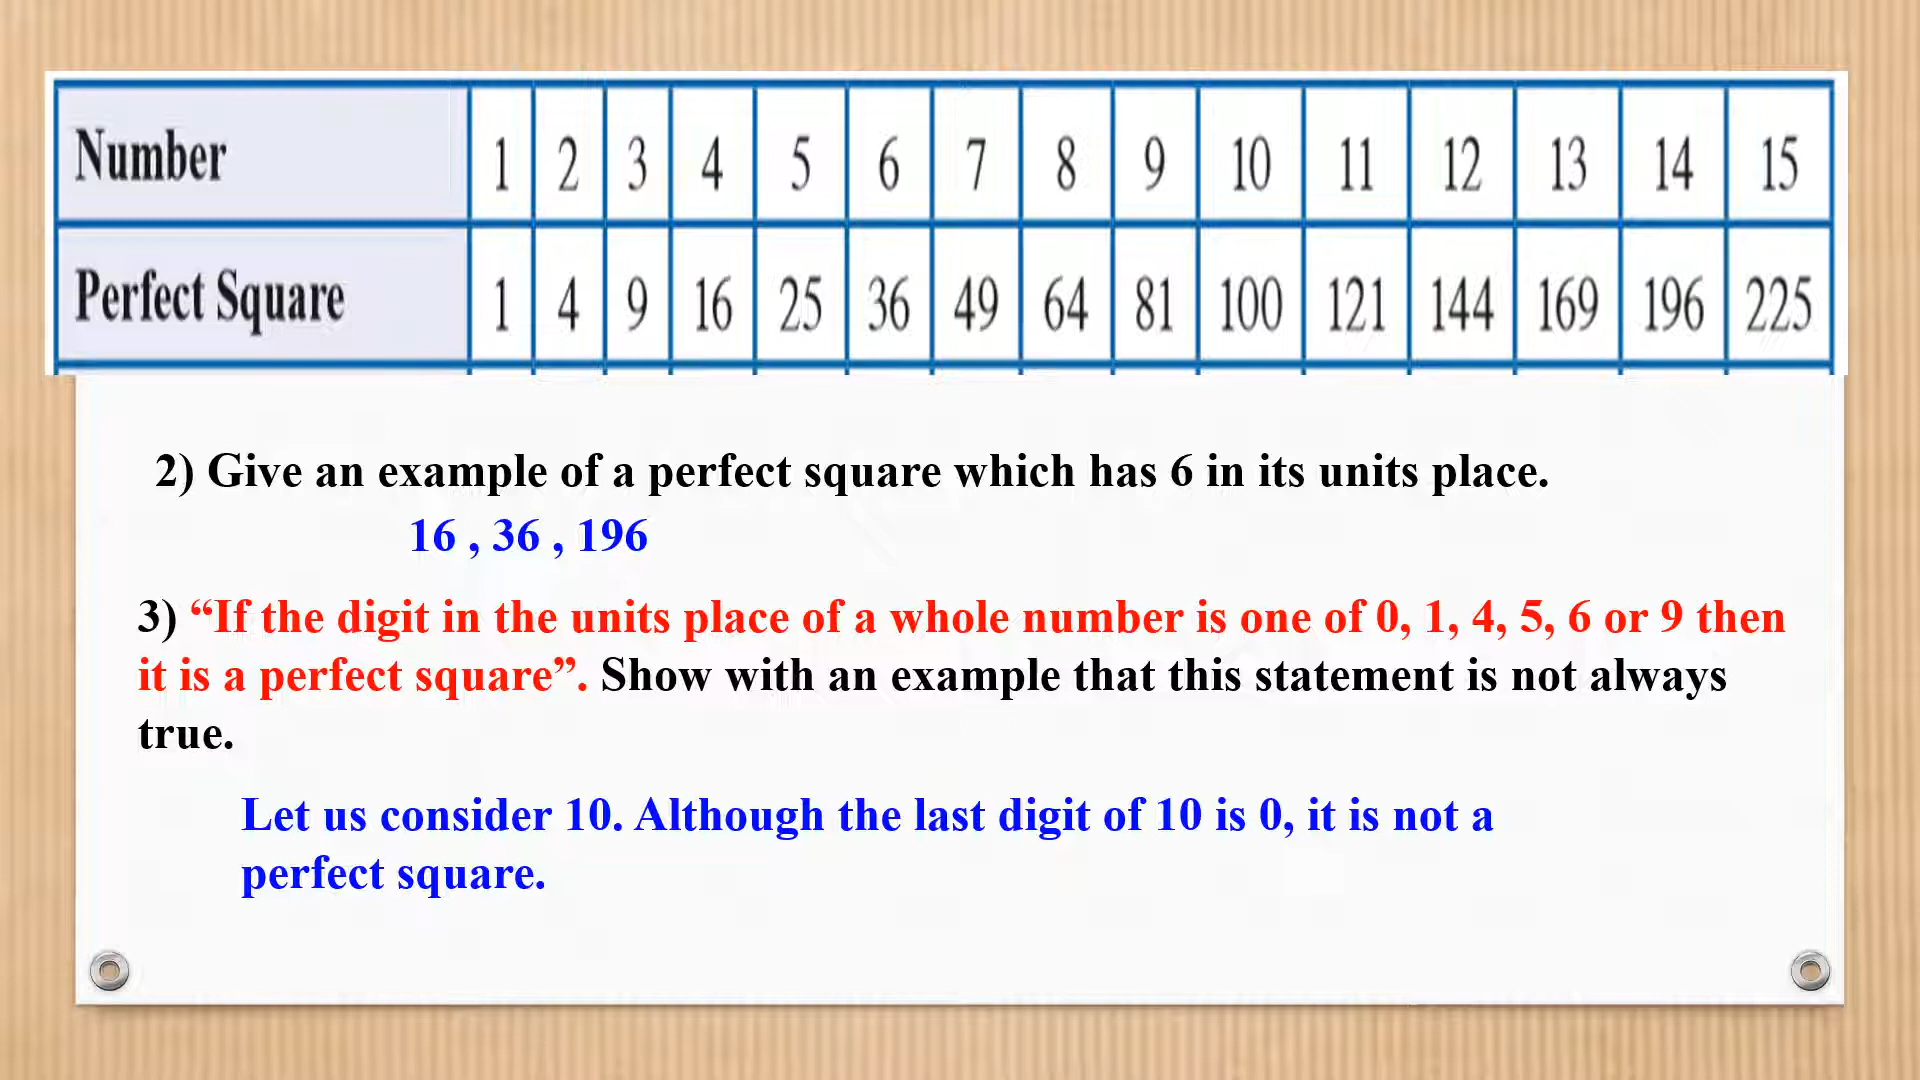 Number 1 2 3 4 5 6 7 8 9 10 11 12 13 14 15
Perfect Square 1 4 9 16 25 36 49 64 81 100 121 144 169 196 225
2) Give an example of a perfect square which has 6 in its units place.
16 , 36 , 196
3) “If the digit in the units place of a whole number is one of 0, 1, 4, 5, 6 or 9 then
it is a perfect square”. Show with an example that this statement is not always
true.
Let us consider 10. Although the last digit of 10 is 0, it is not a
perfect square.